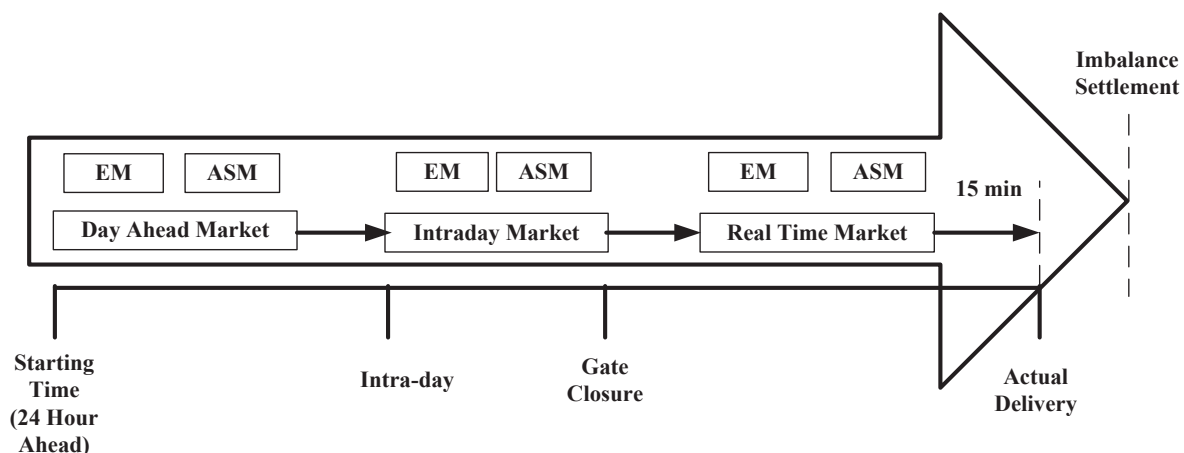 Imbalance
Settlement
EM
ASM
EM
ASM
EM
ASM
15 min
Day Ahead Market
Intraday Market
Real Time Market
Starting
Time
(24 Hour
Ahead)
Intra-day
Gate
Closure
Actual
Delivery